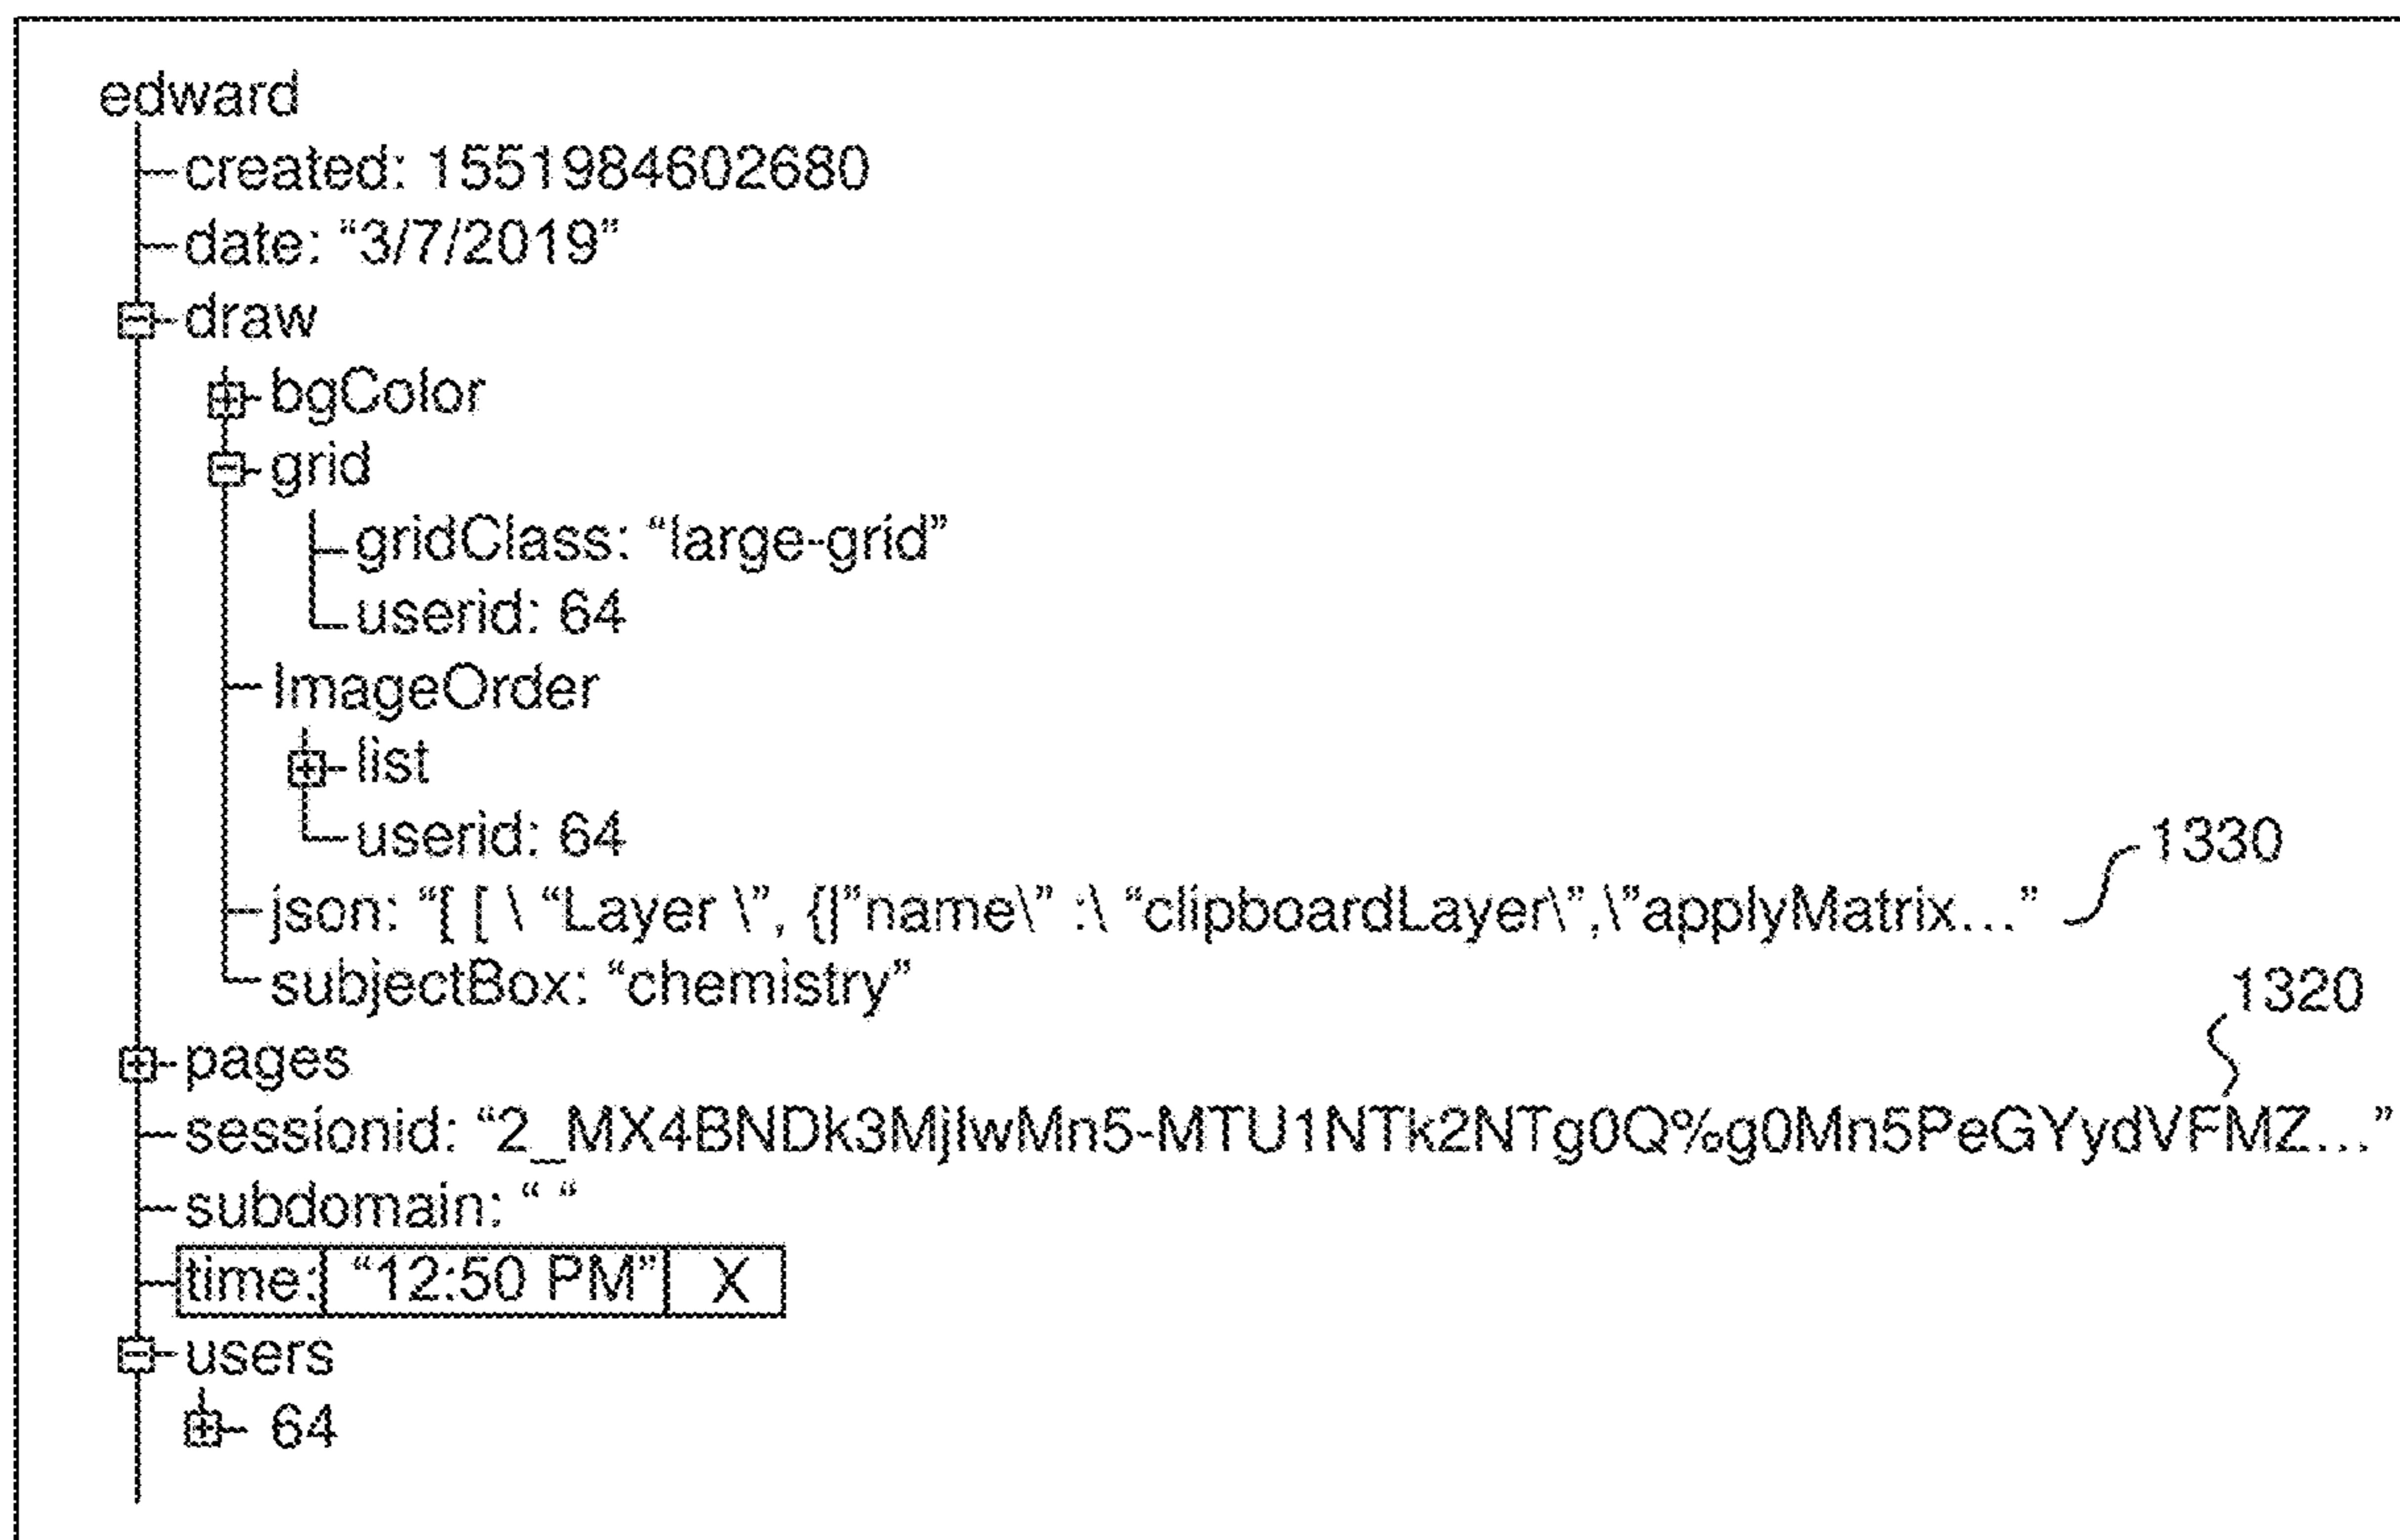 edward
created: 1551984602680
date: “3/7/2019”
draw
bgColor
grid
gridClass: “large-grid”
userid: 64
ImageOrder
list
userid: 64
1330
json: “[ [ \ “Layer \”, {|”name\” :\ “clipboardLayer\”,\”applyMatrix...”
subjectBox: “chemistry”
1320
pages
sessionid: “2_MX4BNDk3MjIwMn5-MTU1NTk2NTg0Q%g0Mn5PeGYydVFMZ...”
subdomain: “ “
time: “12:50 PM” X
users
64